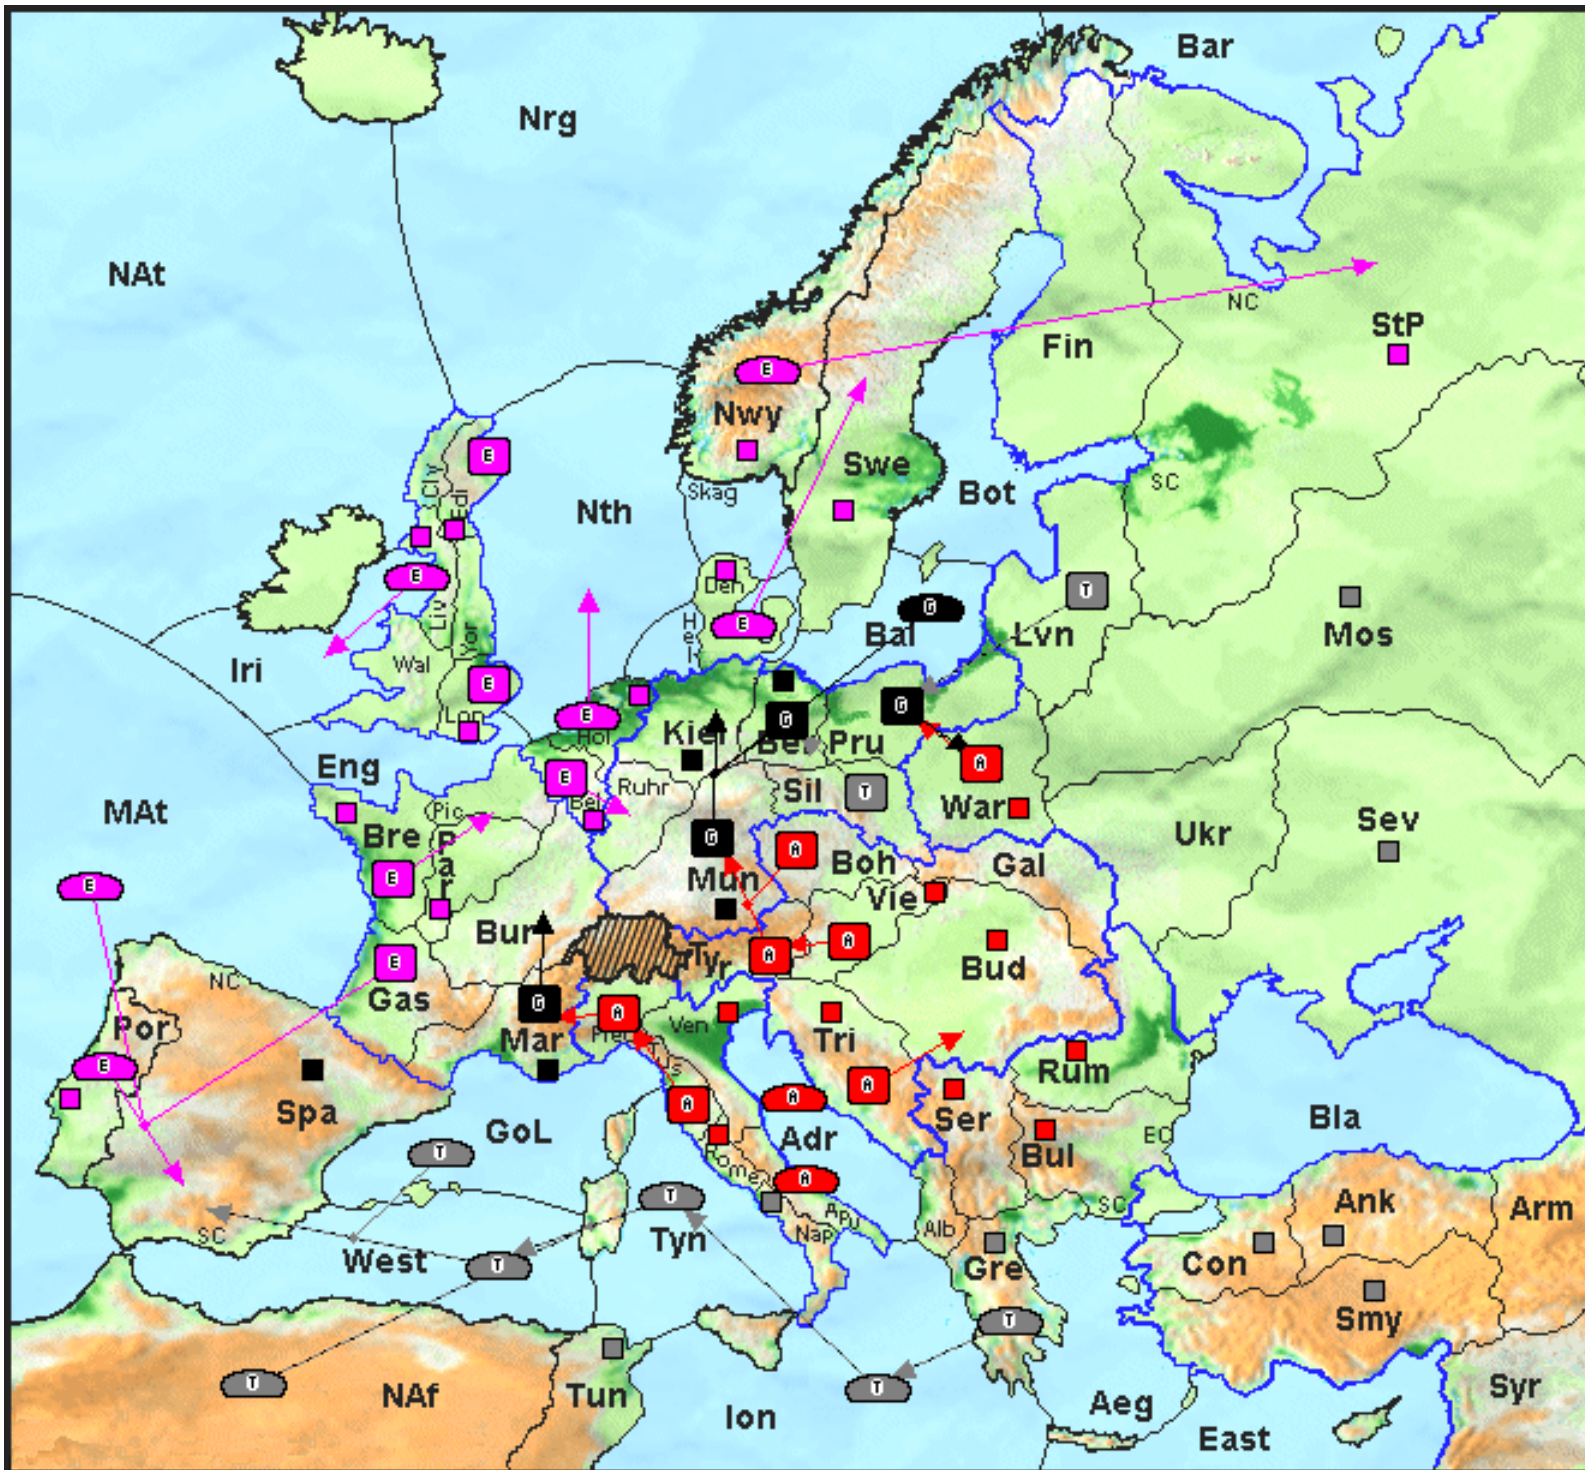 Bar
Nrg
NAt
NC
StP
Fin
E
Nwy
Swe
E
Cly
Edl
Skag
SC
Bot
Nth
Den
E
T
G
Hel
E
Bal
Lvn
Mos
Liv
Yor
Iri
Wal
E
Lon
E
Hol
Kiel
G
Ber
Pru
G
Eng
E
Bel
Ruhr
Sil
T
A
War
MAt
Pic
Bre
Par
G
Mun
A
Boh
Gal
Ukr
Sev
E
E
Vie
Bur
Tyr
A
A
Bud
E
NC
Gas
Por
G
Mar
A
Pie
Ven
Tri
Rum
E
Spa
Tus
A
A
A
Ser
GoL
Adr
Bul
EC
Bla
T
Rome
A
T
Apu
Nap
Alb
SC
Ank
Arm
SC
West
T
Tyn
Gre
Con
Smy
T
T
NAf
Tun
T
Ion
Aeg
East
Syr